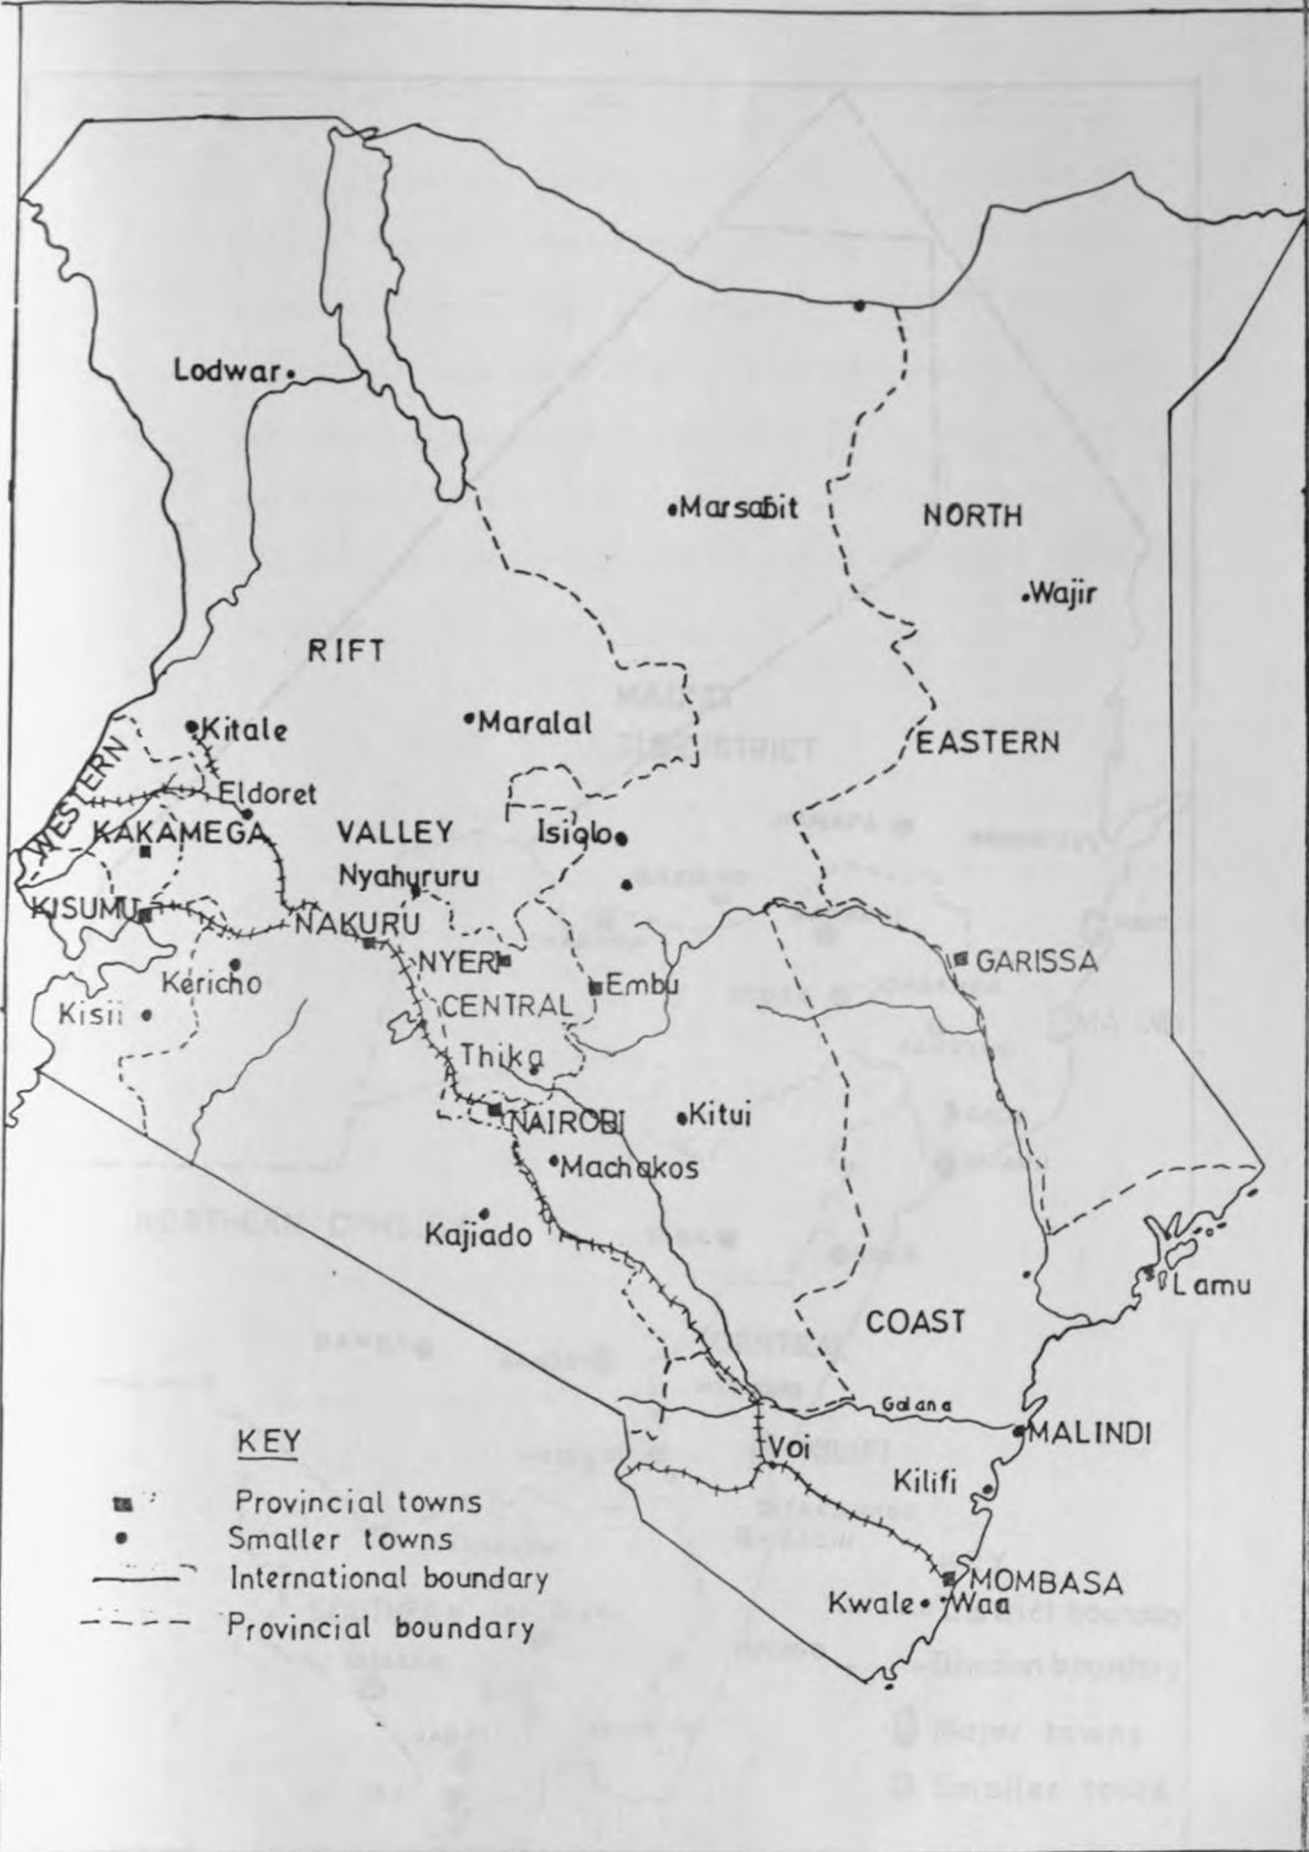 Lodwar
Marsabit
NORTH
Wajir
RIFT
Kitale
Maralal
EASTERN
WESTERN
Eldoret
KAKAMEGA
VALLEY
Isiolo
Nyahururu
KISUMU
NAKURU
NYERI
GARISSA
Kericho
Embu
CENTRAL
Kisii
Thika
NAIROBI
Kitui
Machakos
Kajiado
Lamu
COAST
Galana
MALINDI
KEY
Voi
Kilifi
Provincial towns
Smaller towns
International boundary
MOMBASA
Kwale
Waa
Provincial boundary